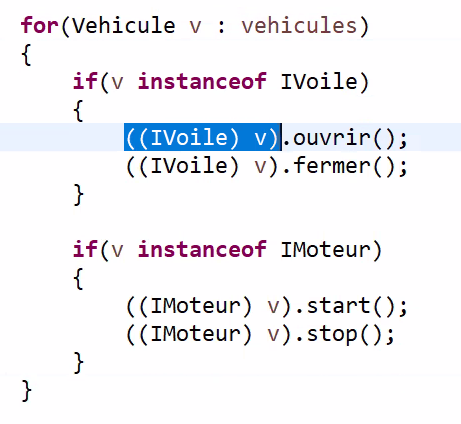 for(Vehicule v : vehicules)
{
    if(v instanceof IVoile)
    {
        ((IVoile) v).ouvrir();
        ((IVoile) v).fermer();
    }

    if(v instanceof IMoteur)
    {
        ((IMoteur) v).start();
        ((IMoteur) v).stop();
    }
}